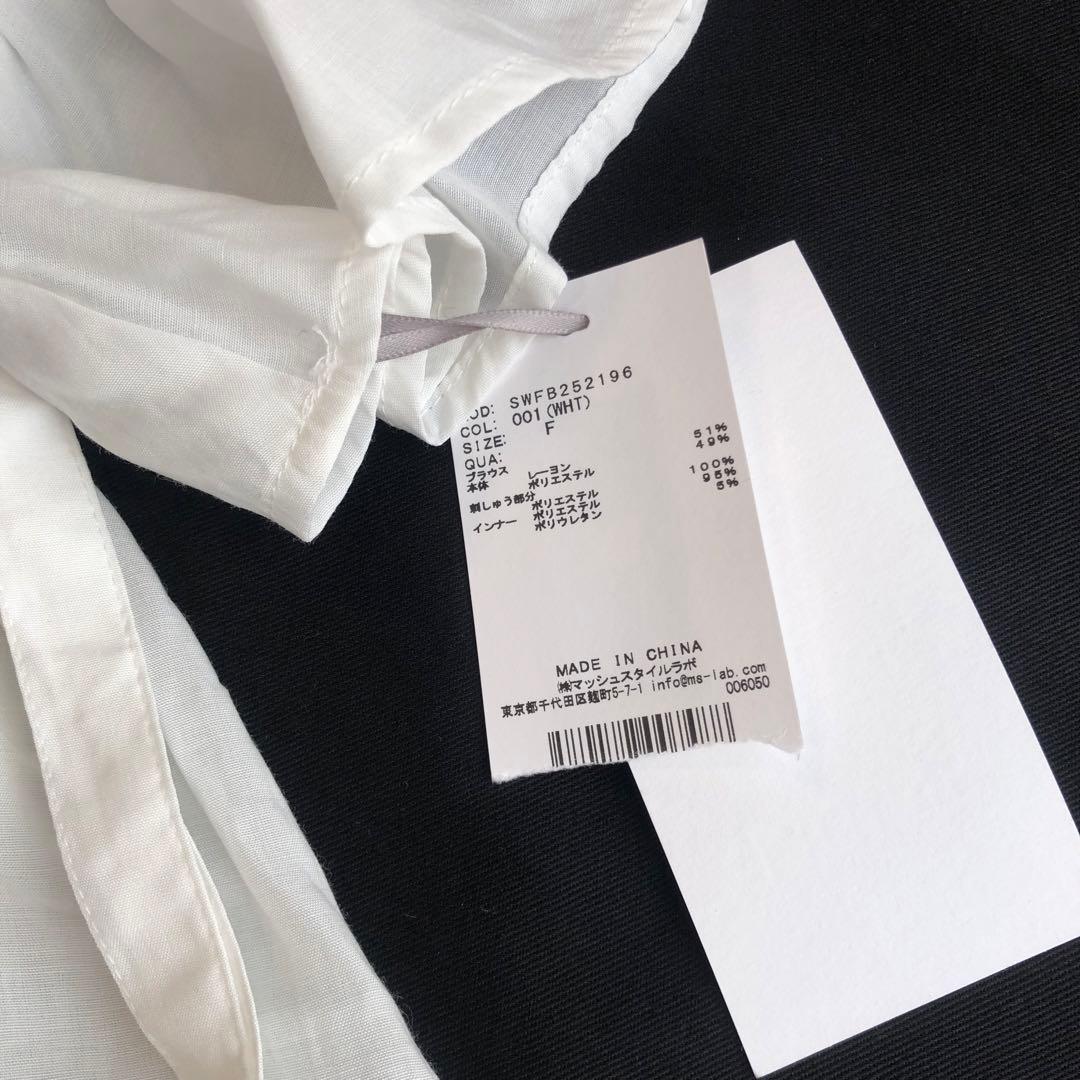 OD: SWFB252196
COL: 001(WHT)
SIZE: F
QUA:
ブラウス レーヨン 51%
本体 ポリエステル 49%
刺しゅう部分 ポリエステル 100%
ポリエステル 95%
インナー ポリウレタン 5%
MADE IN CHINA
㈱マッシュスタイルラボ
東京都千代田区麹町5-7-1 info@ms-lab.com
006050